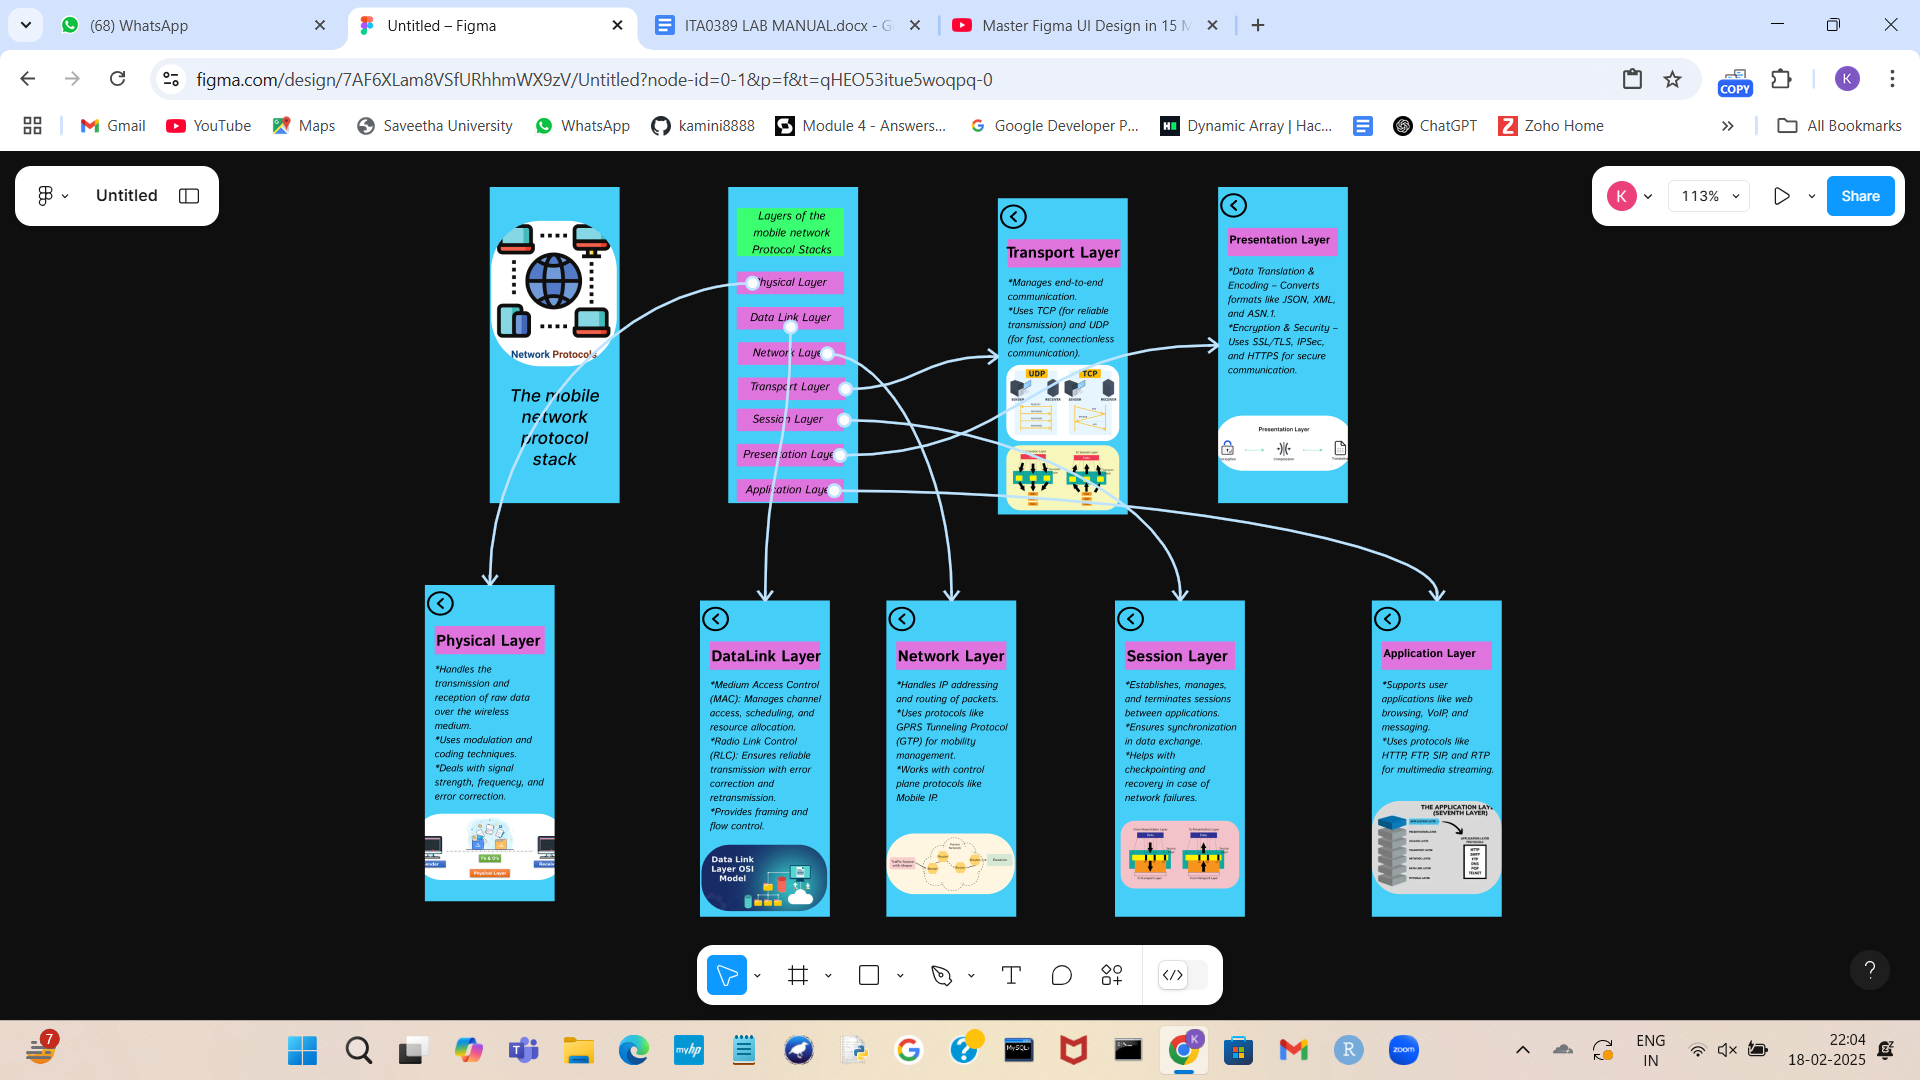 (68) WhatsApp
Untitled – Figma
ITA0389 LAB MANUAL.docx - G
Master Figma UI Design in 15 M
figma.com/design/7AF6XLam8VSfURhhmWX9zV/Untitled?node-id=0-1&p=f&t=qHEO53itue5woqpq-0
COPY
K
Gmail
YouTube
Maps
Saveetha University
WhatsApp
kamini8888
Module 4 - Answers...
Google Developer P...
Dynamic Array | Hac...
ChatGPT
Zoho Home
All Bookmarks
Untitled
K
113%
Share
Network Protocols
The mobile
network
protocol
stack
Layers of the
mobile network
Protocol Stacks
Physical Layer
Data Link Layer
Network Layer
Transport Layer
Session Layer
Presentation Layer
Application Layer
Transport Layer
*Manages end-to-end
communication.
*Uses TCP (for reliable
transmission) and UDP
(for fast, connectionless
communication).
UDP
TCP
Presentation Layer
*Data Translation &
Encoding – Converts
formats like JSON, XML,
and ASN.1.
*Encryption & Security –
Uses SSL/TLS, IPSec,
and HTTPS for secure
communication.
Presentation Layer
Physical Layer
*Handles the
transmission and
reception of raw data
over the wireless
medium.
*Uses modulation and
coding techniques.
*Deals with signal
strength, frequency, and
error correction.
1's & 0's
Physical Layer
DataLink Layer
*Medium Access Control
(MAC): Manages channel
access, scheduling, and
resource allocation.
*Radio Link Control
(RLC): Ensures reliable
transmission with error
correction and
retransmission.
*Provides framing and
flow control.
Data Link
Layer OSI
Model
Network Layer
*Handles IP addressing
and routing of packets.
*Uses protocols like
GPRS Tunneling Protocol
(GTP) for mobility
management.
*Works with control
plane protocols like
Mobile IP.
Session Layer
*Establishes, manages,
and terminates sessions
between applications.
*Ensures synchronization
in data exchange.
*Helps with
checkpointing and
recovery in case of
network failures.
Application Layer
*Supports user
applications like web
browsing, VoIP, and
messaging.
*Uses protocols like
HTTP, FTP, SIP, and RTP
for multimedia streaming.
THE APPLICATION LAY
(SEVENTH LAYER)
HTTP
SMTP
FTP
DNS
POP
TELNET
7
myhp
MySQL
K
R
zoom
ENG
IN
22:04
18-02-2025